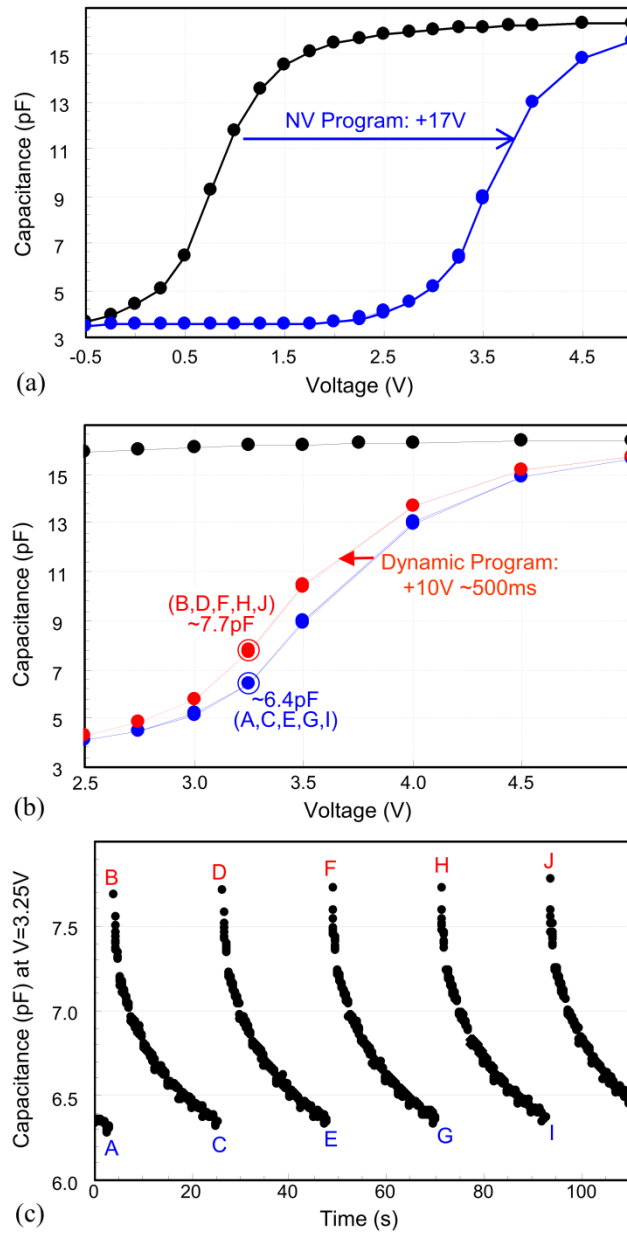 15
13
11
9
7
5
3
Capacitance (pF)
NV Program: +17V
-0.5 0.5 1.5 2.5 3.5 4.5
Voltage (V)
(a)
15
13
11
9
7
5
3
Capacitance (pF)
Dynamic Program:
+10V ~500ms
(B,D,F,H,J)
~7.7pF
~6.4pF
(A,C,E,G,I)
2.5 3.0 3.5 4.0 4.5
Voltage (V)
(b)
B D F H J
7.5
7.0
6.5
6.0
Capacitance (pF) at V=3.25V
A C E G I
0 20 40 60 80 100
Time (s)
(c)